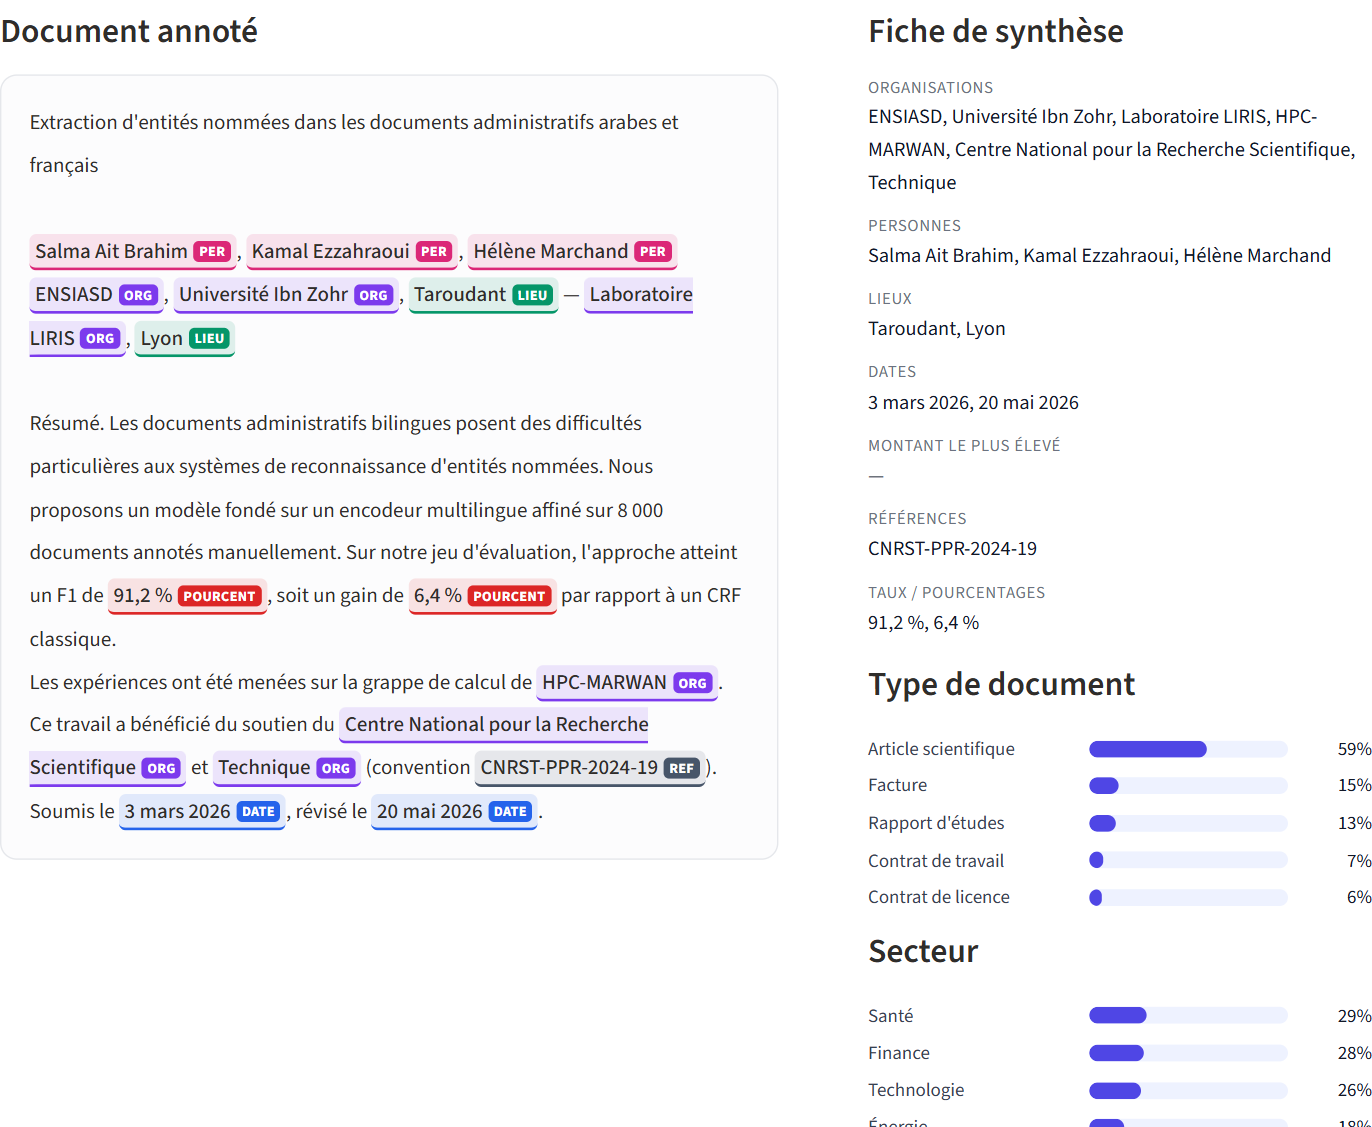 Document annoté
Extraction d'entités nommées dans les documents administratifs arabes et
français
Salma Ait Brahim PER , Kamal Ezzahraoui PER , Hélène Marchand PER
ENSIASD ORG , Université Ibn Zohr ORG , Taroudant LIEU — Laboratoire
LIRIS ORG , Lyon LIEU
Résumé. Les documents administratifs bilingues posent des difficultés
particulières aux systèmes de reconnaissance d'entités nommées. Nous
proposons un modèle fondé sur un encodeur multilingue affiné sur 8 000
documents annotés manuellement. Sur notre jeu d'évaluation, l'approche atteint
un F1 de 91,2 % POURCENT , soit un gain de 6,4 % POURCENT par rapport à un CRF
classique.
Les expériences ont été menées sur la grappe de calcul de HPC-MARWAN ORG .
Ce travail a bénéficié du soutien du Centre National pour la Recherche
Scientifique ORG et Technique ORG (convention CNRST-PPR-2024-19 REF ).
Soumis le 3 mars 2026 DATE , révisé le 20 mai 2026 DATE .
Fiche de synthèse
ORGANISATIONS
ENSIASD, Université Ibn Zohr, Laboratoire LIRIS, HPC-
MARWAN, Centre National pour la Recherche Scientifique,
Technique
PERSONNES
Salma Ait Brahim, Kamal Ezzahraoui, Hélène Marchand
LIEUX
Taroudant, Lyon
DATES
3 mars 2026, 20 mai 2026
MONTANT LE PLUS ÉLEVÉ
—
RÉFÉRENCES
CNRST-PPR-2024-19
TAUX / POURCENTAGES
91,2 %, 6,4 %
Type de document
Article scientifique 59%
Facture 15%
Rapport d'études 13%
Contrat de travail 7%
Contrat de licence 6%
Secteur
Santé 29%
Finance 28%
Technologie 26%
Énergie 18%